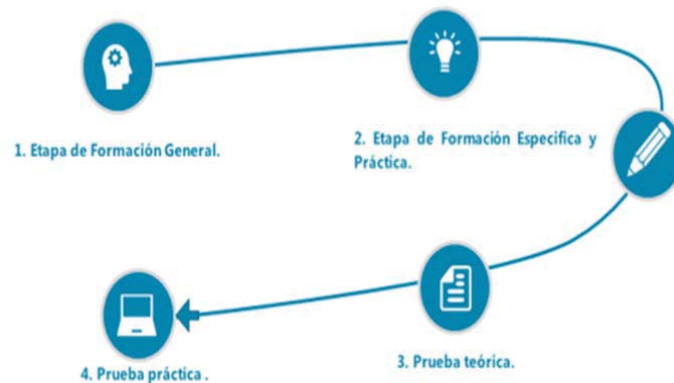 1. Etapa de Formación General.
2. Etapa de Formación Especifica y
Práctica.
3. Prueba teórica.
4. Prueba práctica .